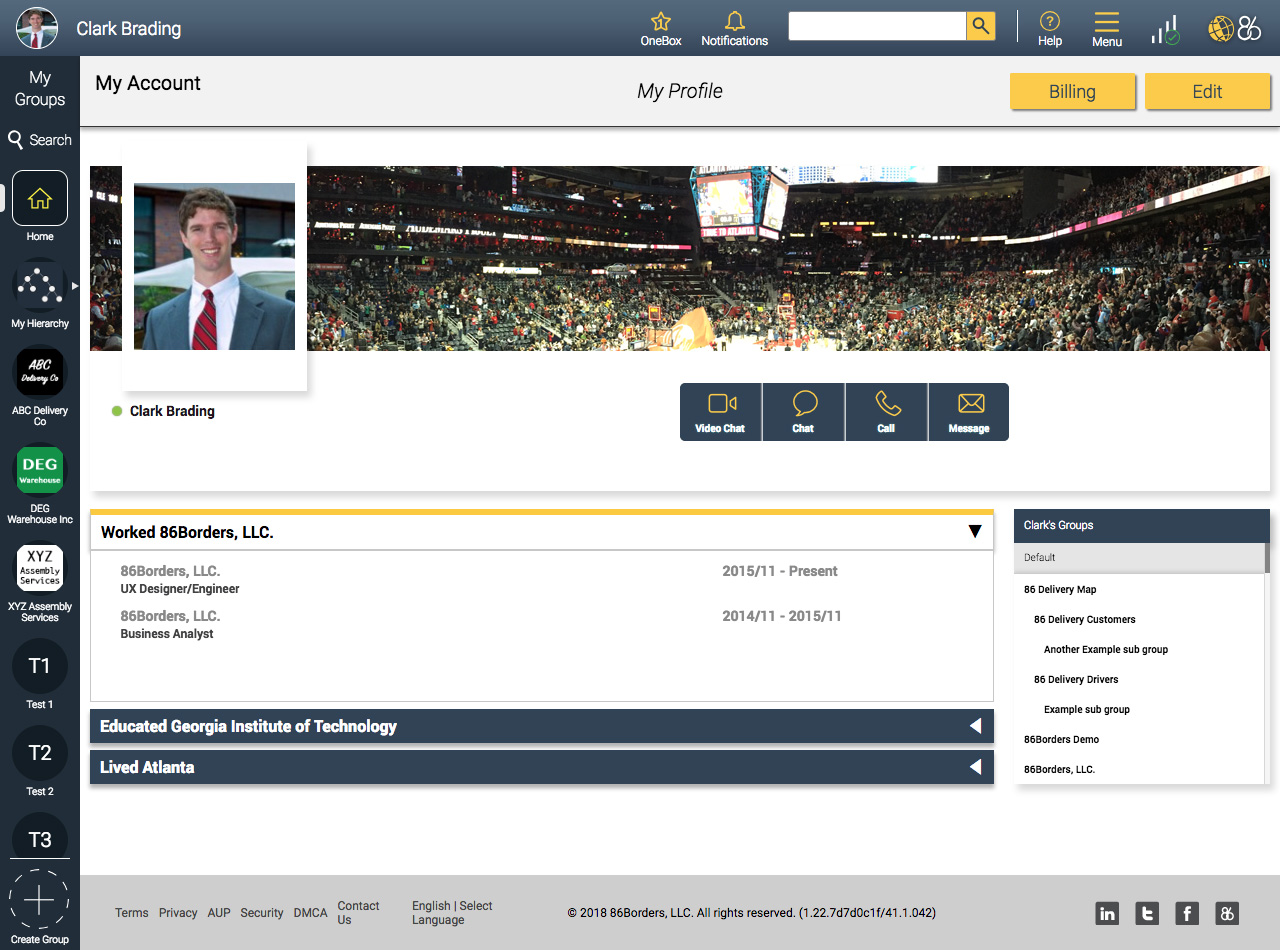 Clark Brading
OneBox
Notifications
Help
Menu
86
My
Groups
Search
Home
My Hierarchy
ABC
Delivery Co
ABC Delivery
Co
DEG
Warehouse
DEG
Warehouse Inc
XYZ
Assembly
Services
XYZ Assembly
Services
T1
Test 1
T2
Test 2
T3
Create Group
My Account
My Profile
Billing
Edit
TRUE TO ATLANTA
Clark Brading
Video Chat
Chat
Call
Message
Worked 86Borders, LLC.
86Borders, LLC. 2015/11 - Present
UX Designer/Engineer
86Borders, LLC. 2014/11 - 2015/11
Business Analyst
Educated Georgia Institute of Technology
Lived Atlanta
Clark's Groups
Default
86 Delivery Map
86 Delivery Customers
Another Example sub group
86 Delivery Drivers
Example sub group
86Borders Demo
86Borders, LLC.
Terms Privacy AUP Security DMCA
Contact
Us
English | Select
Language
© 2018 86Borders, LLC. All rights reserved. (1.22.7d7d0c1f/41.1.042)
in
t
f
86